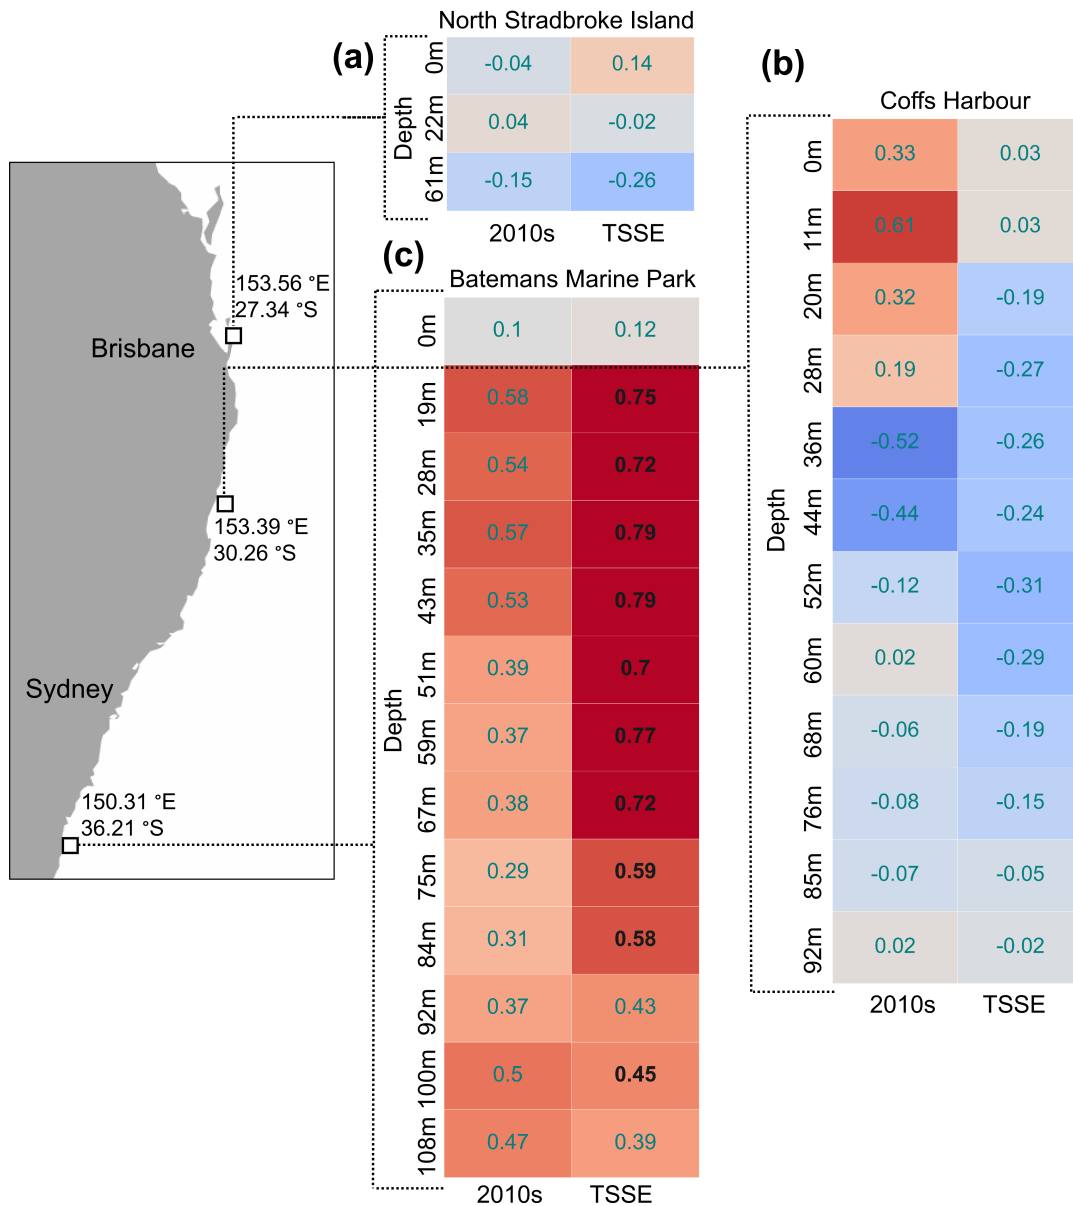 North Stradbroke Island
(a)
Depth
0m -0.04 0.14
22m 0.04 -0.02
61m -0.15 -0.26
2010s TSSE
(b)
Coffs Harbour
Depth
0m 0.33 0.03
11m 0.61 0.03
20m 0.32 -0.19
28m 0.19 -0.27
36m -0.52 -0.26
44m -0.44 -0.24
52m -0.12 -0.31
60m 0.02 -0.29
68m -0.06 -0.19
76m -0.08 -0.15
85m -0.07 -0.05
92m 0.02 -0.02
2010s TSSE
(c)
Batemans Marine Park
Depth
0m 0.1 0.12
19m 0.58 0.75
28m 0.54 0.72
35m 0.57 0.79
43m 0.53 0.79
51m 0.39 0.7
59m 0.37 0.77
67m 0.38 0.72
75m 0.29 0.59
84m 0.31 0.58
92m 0.37 0.43
100m 0.5 0.45
108m 0.47 0.39
2010s TSSE
153.56 °E
27.34 °S
Brisbane
153.39 °E
30.26 °S
Sydney
150.31 °E
36.21 °S